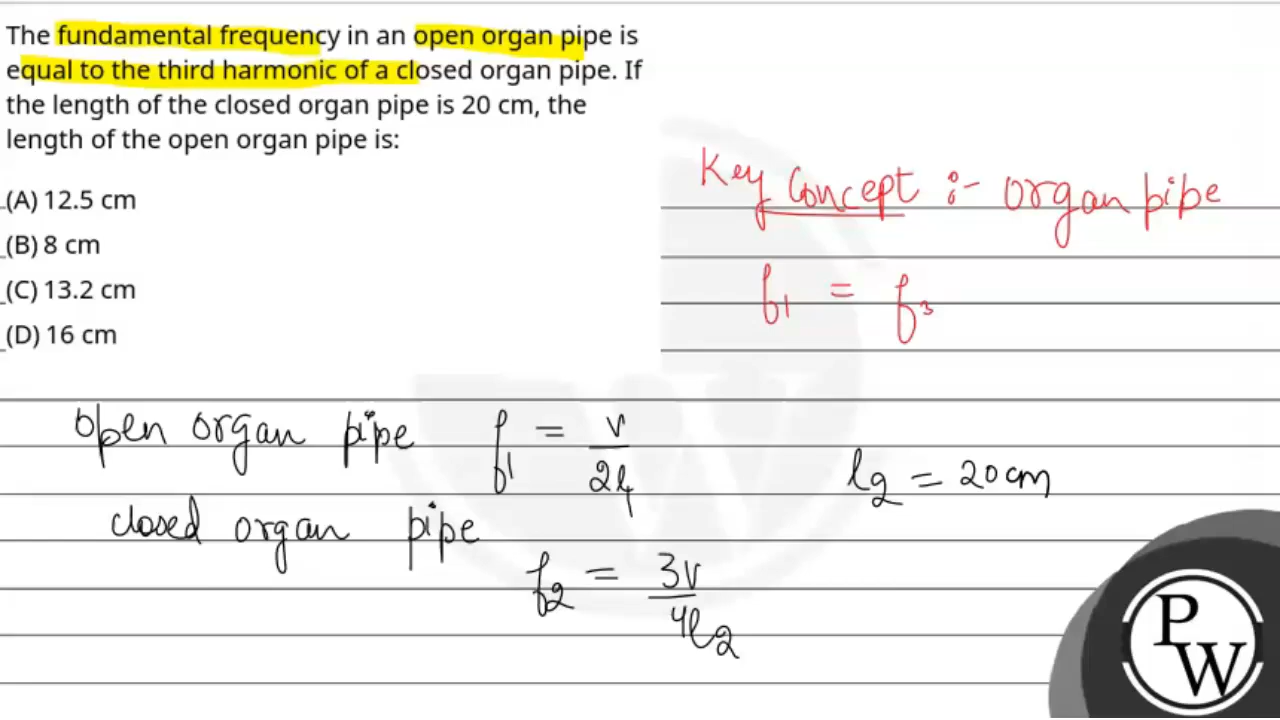 The fundamental frequency in an open organ pipe is
equal to the third harmonic of a closed organ pipe. If
the length of the closed organ pipe is 20 cm, the
length of the open organ pipe is:
(A) 12.5 cm
(B) 8 cm
(C) 13.2 cm
(D) 16 cm
Key Concept :- organ pipe
f₁ = f₃
open organ pipe f₁ = v/2l₁
l₂ = 20 cm
closed organ pipe
f₂ = 3v/4l₂
PW